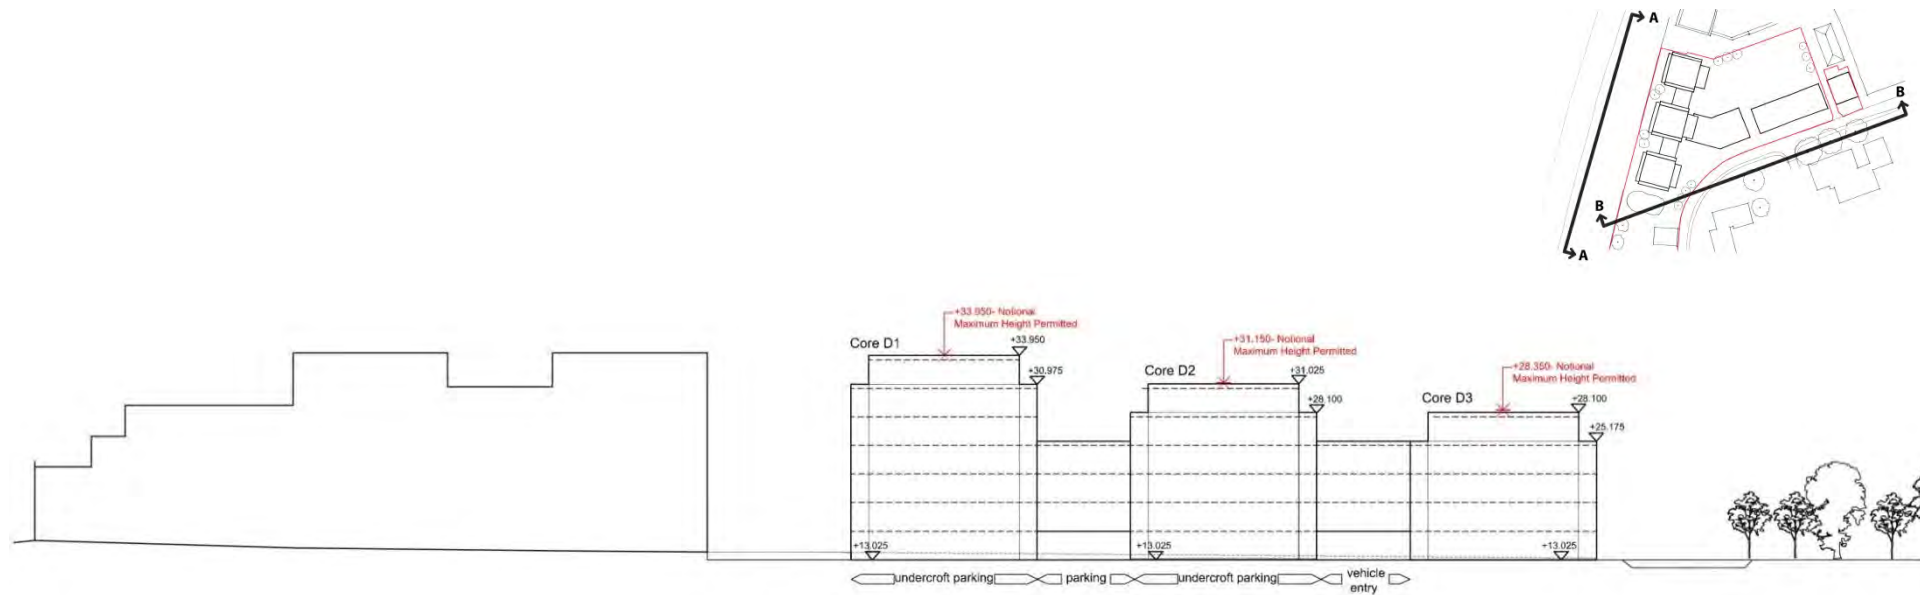 A
B
B
A
+33.950- Notional
Maximum Height Permitted
Core D1
+33.950
+30.975
+31.150- Notional
Maximum Height Permitted
Core D2
+31.025
+28.100
+28.350- Notional
Maximum Height Permitted
Core D3
+28.100
+25.175
+13.025
+13.025
+13.025
undercroft parking
parking
undercroft parking
vehicle
entry